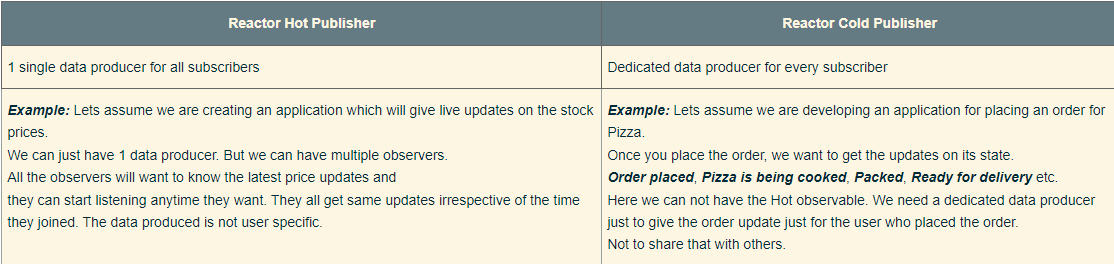 Reactor Hot Publisher
Reactor Cold Publisher
1 single data producer for all subscribers
Dedicated data producer for every subscriber
Example: Lets assume we are creating an application which will give live updates on the stock
prices.
We can just have 1 data producer. But we can have multiple observers.
All the observers will want to know the latest price updates and
they can start listening anytime they want. They all get same updates irrespective of the time
they joined. The data produced is not user specific.
Example: Lets assume we are developing an application for placing an order for
Pizza.
Once you place the order, we want to get the updates on its state.
Order placed, Pizza is being cooked, Packed, Ready for delivery etc.
Here we can not have the Hot observable. We need a dedicated data producer
just to give the order update just for the user who placed the order.
Not to share that with others.